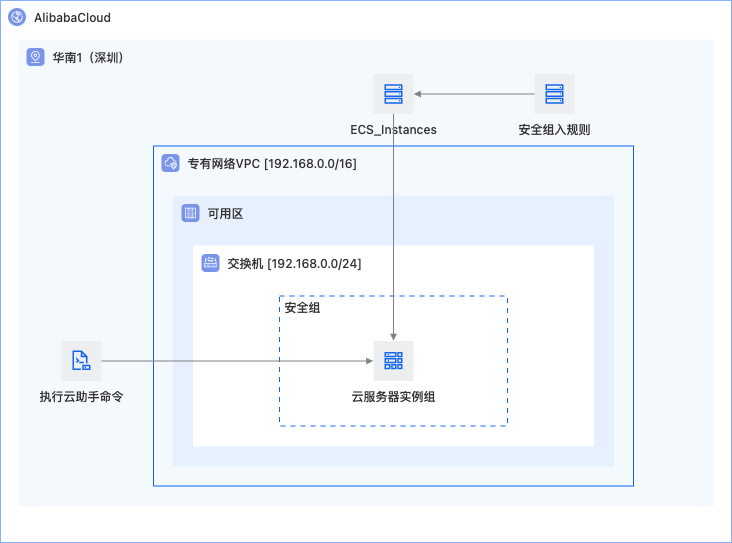 AlibabaCloud
华南1（深圳）
ECS_Instances
安全组入规则
专有网络VPC [192.168.0.0/16]
可用区
交换机 [192.168.0.0/24]
安全组
执行云助手命令
云服务器实例组